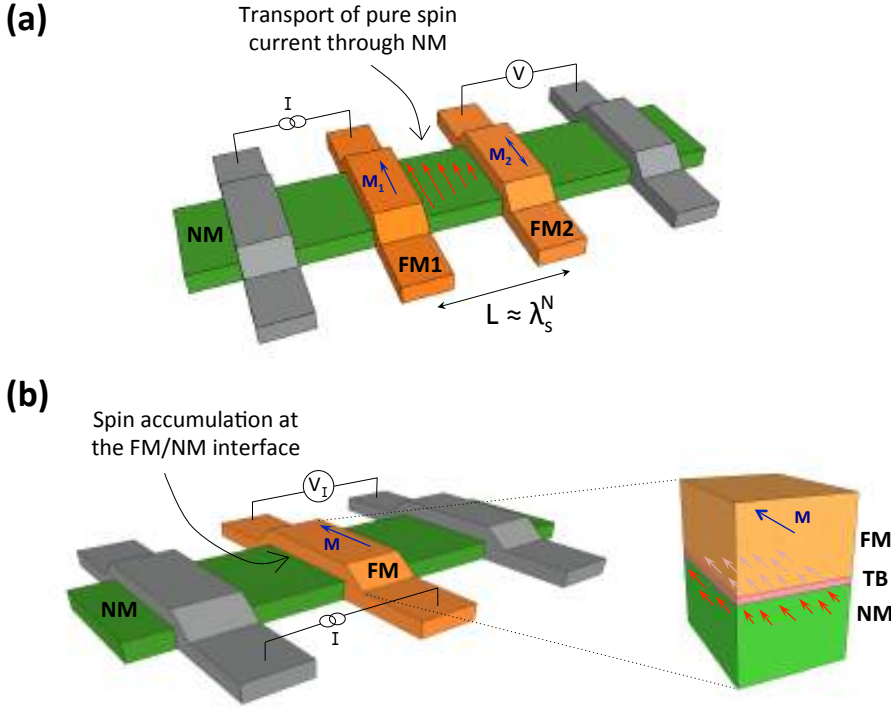 (a)
Transport of pure spin
current through NM
I
V
M₁
M₂
NM
FM1
FM2
L ≈ λₛᴺ
(b)
Spin accumulation at
the FM/NM interface
V_I
M
FM
NM
I
M
FM
TB
NM